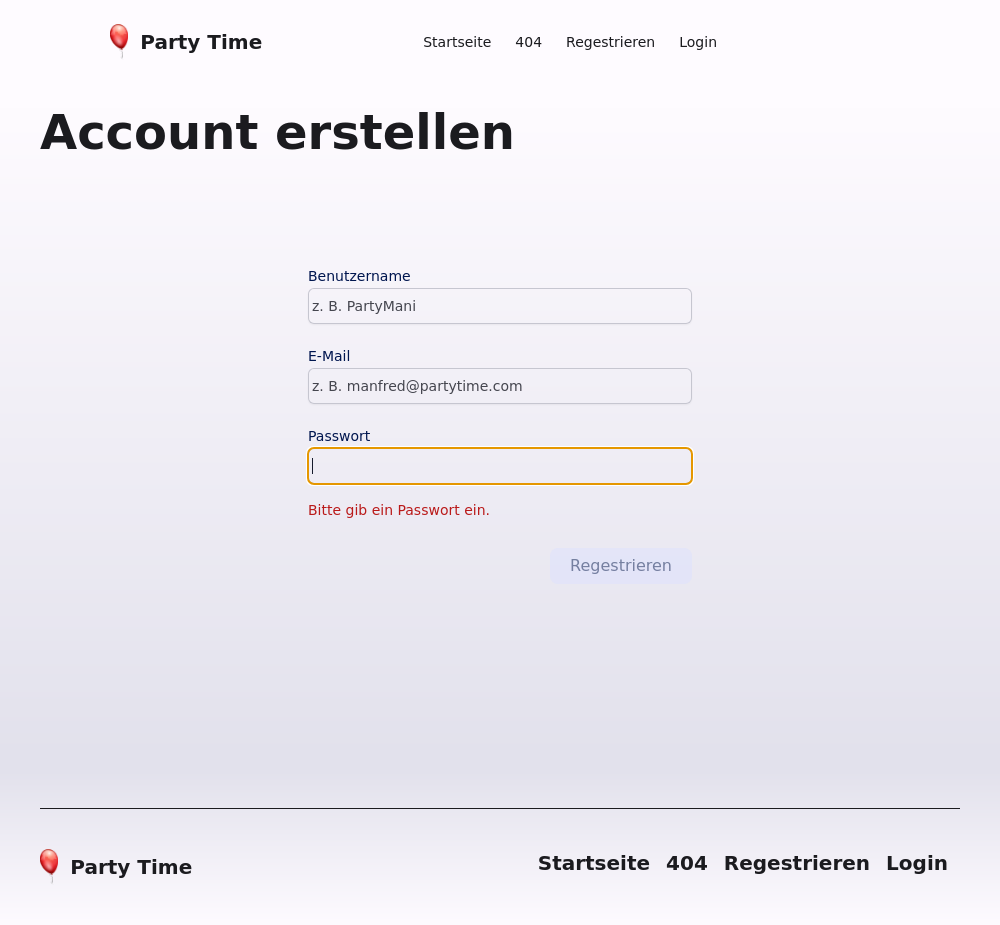 Party Time
Startseite 404 Regestrieren Login
Account erstellen
Benutzername
z. B. PartyMani
E-Mail
z. B. manfred@partytime.com
Passwort
Bitte gib ein Passwort ein.
Regestrieren
Party Time
Startseite 404 Regestrieren Login